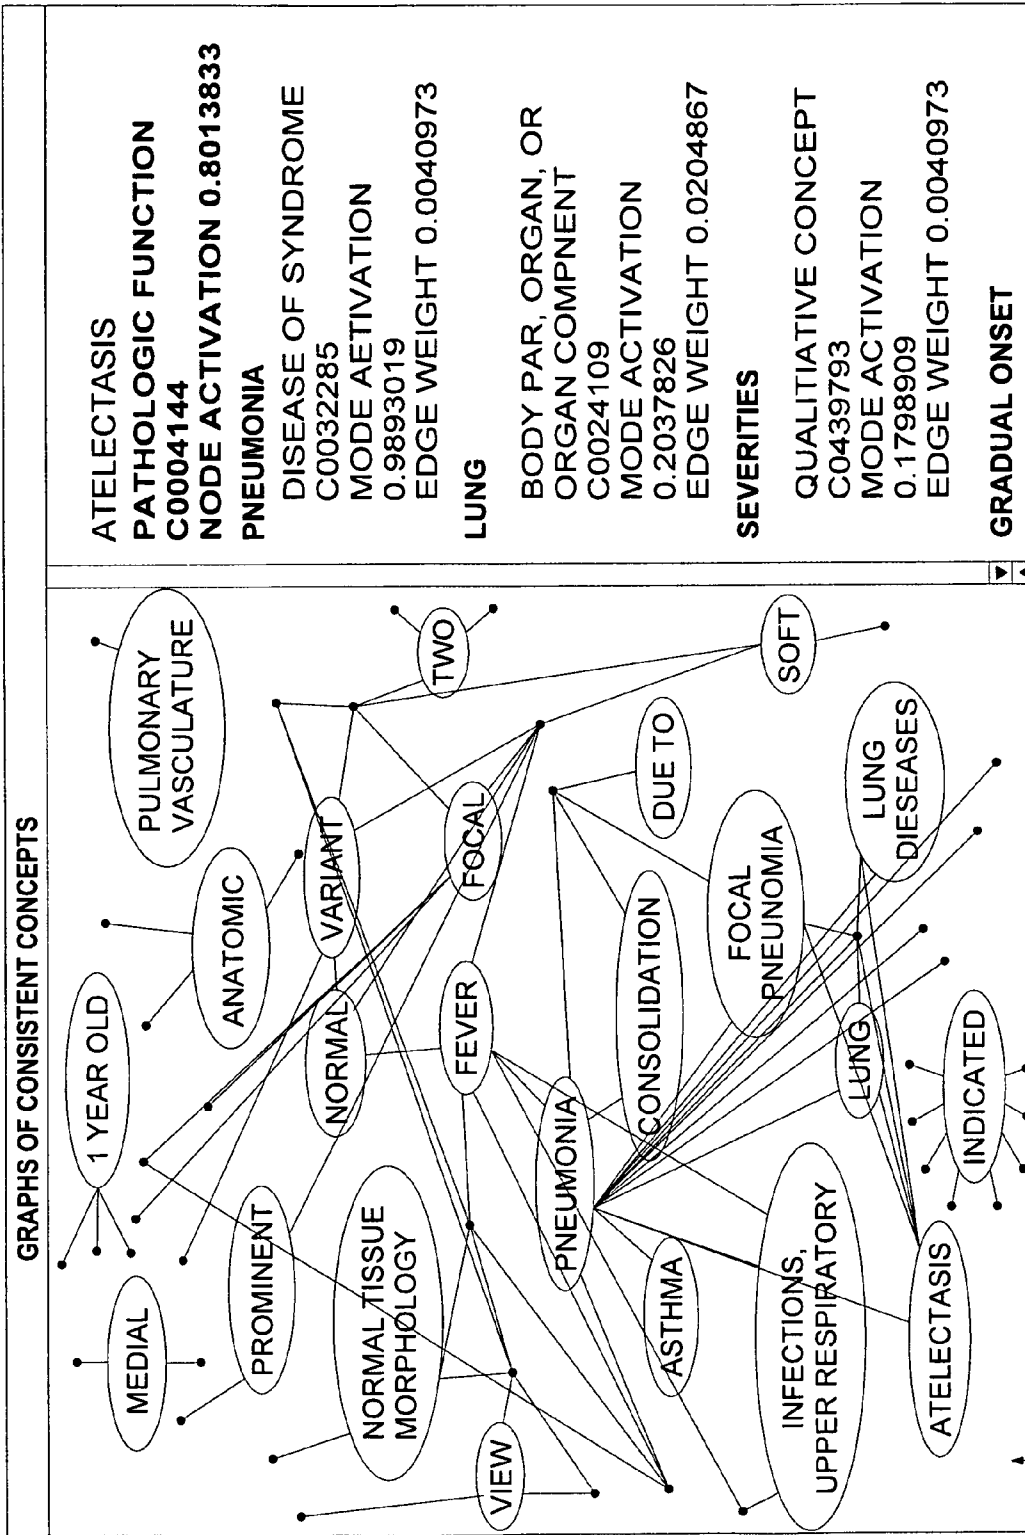 GRAPHS OF CONSISTENT CONCEPTS
MEDIAL
1 YEAR OLD
PULMONARY
VASCULATURE
PROMINENT
ANATOMIC
NORMAL
VARIANT
NORMAL TISSUE
MORPHOLOGY
TWO
FEVER
FOCAL
VIEW
PNEUMONIA
CONSOLIDATION
DUE TO
ASTHMA
FOCAL
PNEUNOMIA
SOFT
INFECTIONS,
UPPER RESPIRATORY
LUNG
LUNG
DIESEASES
ATELECTASIS
INDICATED
ATELECTASIS
PATHOLOGIC FUNCTION
C0004144
NODE ACTIVATION 0.8013833
PNEUMONIA
DISEASE OF SYNDROME
C0032285
MODE AETIVATION
0.9893019
EDGE WEIGHT 0.0040973
LUNG
BODY PAR, ORGAN, OR
ORGAN COMPNENT
C0024109
MODE ACTIVATION
0.2037826
EDGE WEIGHT 0.0204867
SEVERITIES
QUALITIATIVE CONCEPT
C0439793
MODE ACTIVATION
0.1798909
EDGE WEIGHT 0.0040973
GRADUAL ONSET